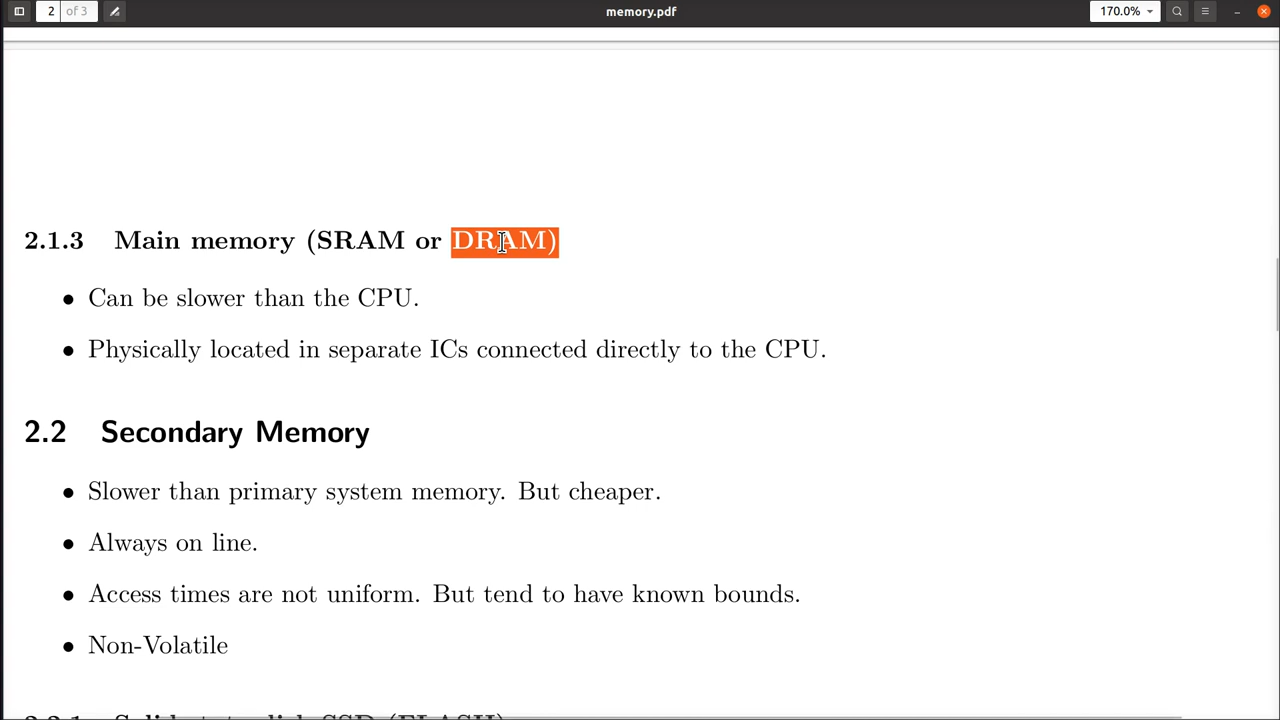 2 of 3
memory.pdf
170.0%
2.1.3 Main memory (SRAM or DRAM)
• Can be slower than the CPU.
• Physically located in separate ICs connected directly to the CPU.
2.2 Secondary Memory
• Slower than primary system memory. But cheaper.
• Always on line.
• Access times are not uniform. But tend to have known bounds.
• Non-Volatile